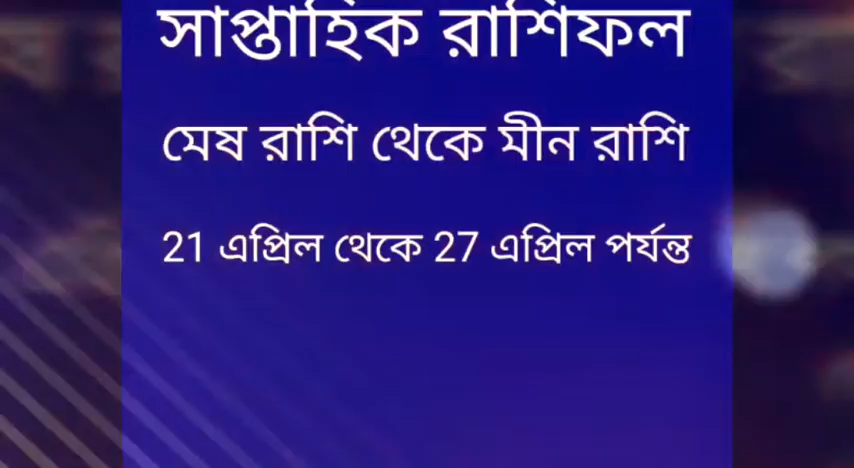 সাপ্তাহিক রাশিফল
মেষ রাশি থেকে মীন রাশি
21 এপ্রিল থেকে 27 এপ্রিল পর্যন্ত